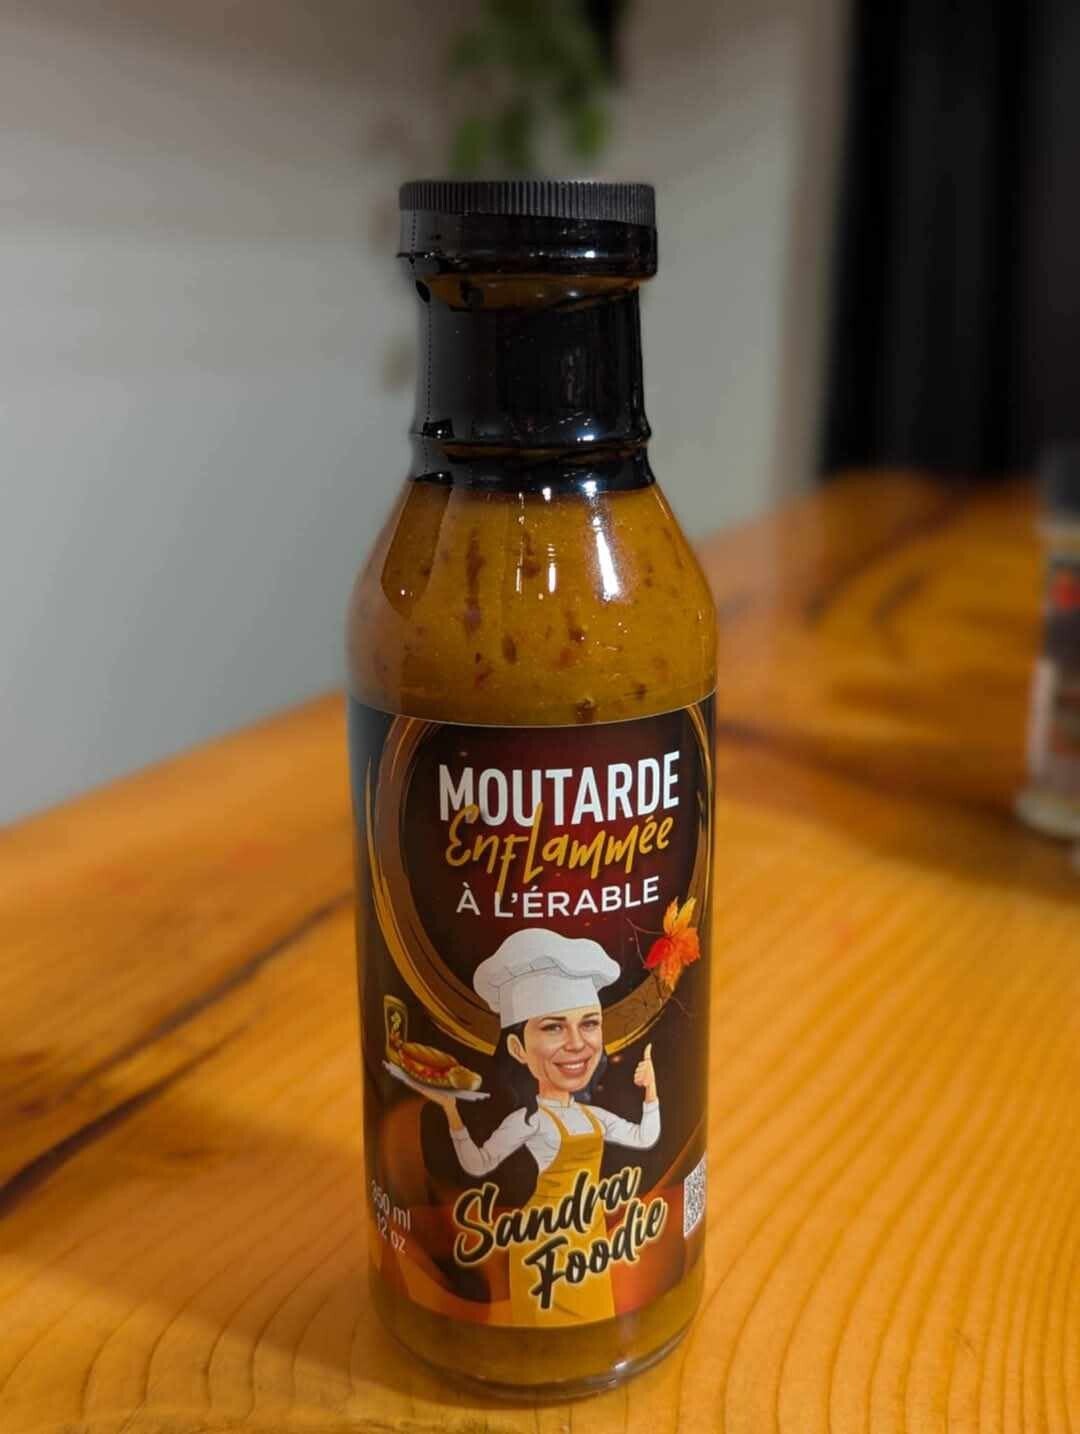 MOUTARDE
Enflammée
À L'ÉRABLE
350 ml
12 oz
Sandra
Foodie